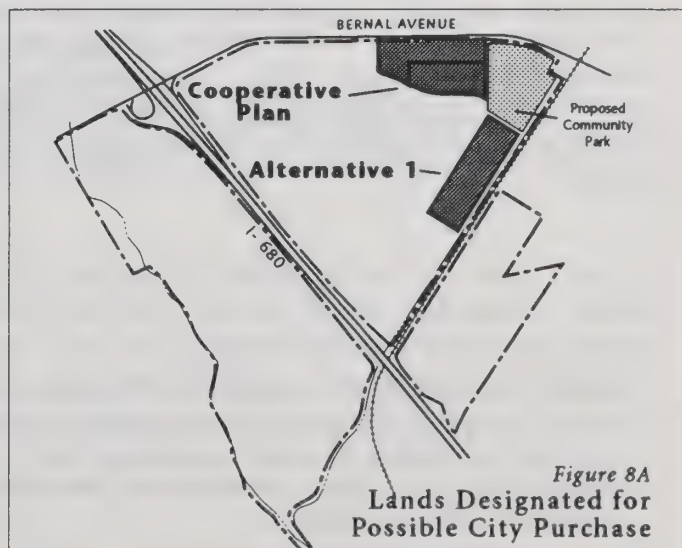 BERNAL AVENUE
Cooperative
Plan
Proposed
Community
Park
Alternative 1
I-680
Figure 8A
Lands Designated for
Possible City Purchase